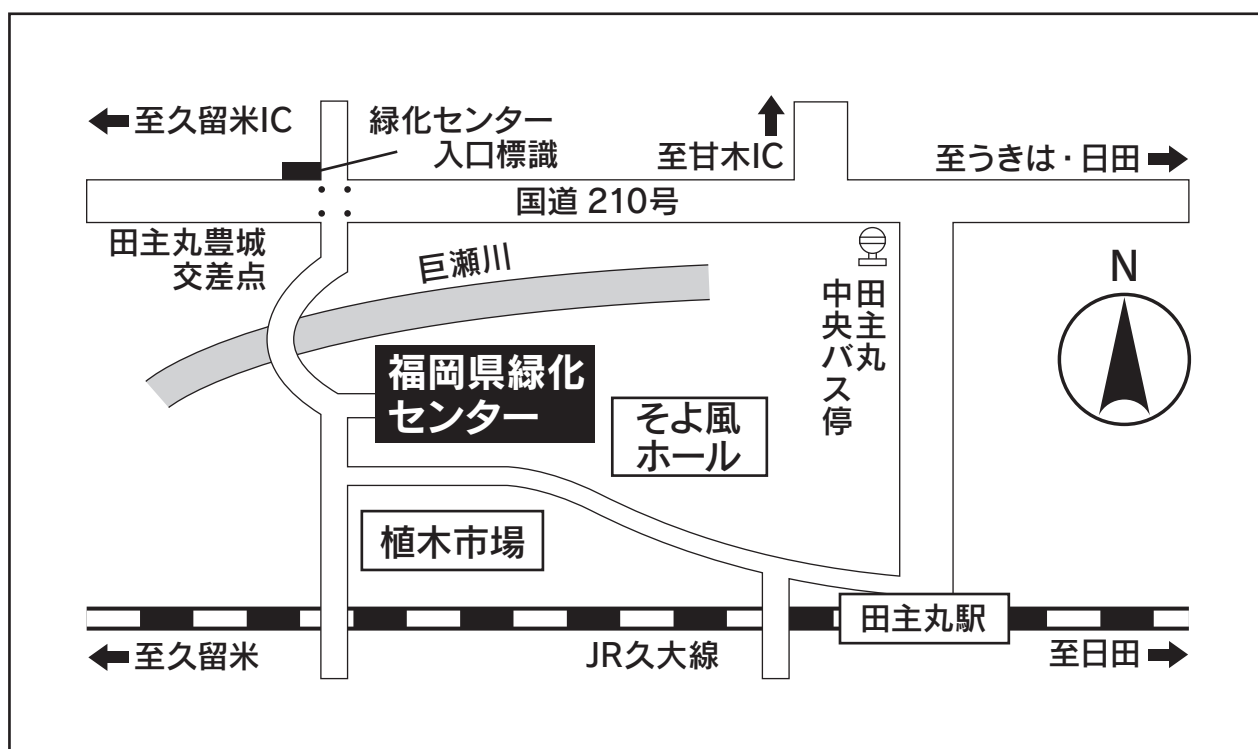 至久留米IC
緑化センター
入口標識
至甘木IC
至うきは・日田
国道 210号
田主丸豊城
交差点
巨瀬川
田主丸
中央バス停
N
福岡県緑化
センター
そよ風
ホール
植木市場
田主丸駅
至久留米
JR久大線
至日田